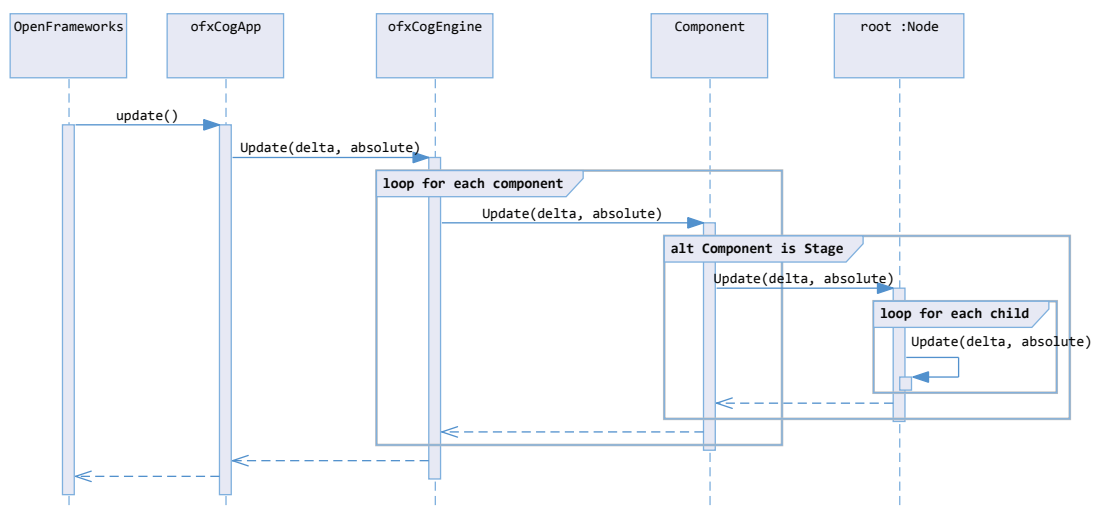 OpenFrameworks
ofxCogApp
ofxCogEngine
Component
root :Node
update()
Update(delta, absolute)
loop for each component
Update(delta, absolute)
alt Component is Stage
Update(delta, absolute)
loop for each child
Update(delta, absolute)